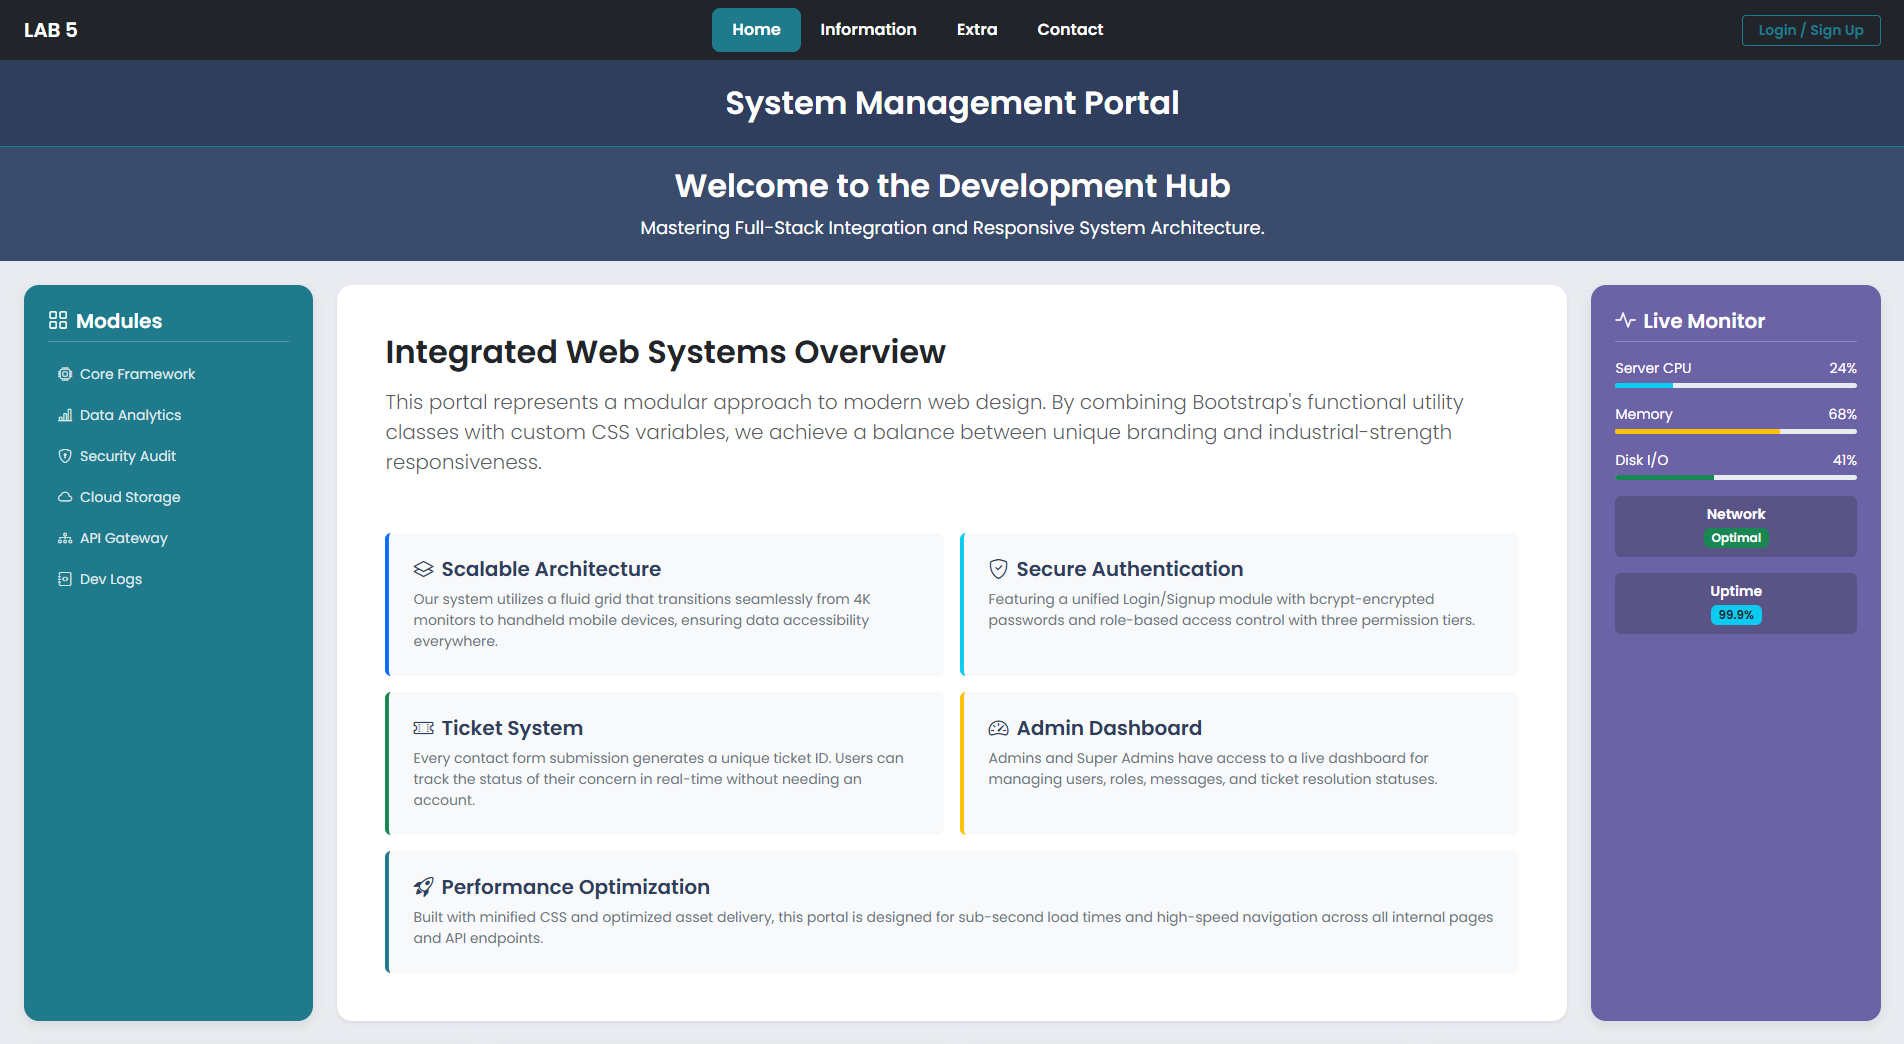 LAB 5
Home
Information
Extra
Contact
Login / Sign Up
System Management Portal
Welcome to the Development Hub
Mastering Full-Stack Integration and Responsive System Architecture.
Modules
Core Framework
Data Analytics
Security Audit
Cloud Storage
API Gateway
Dev Logs
Integrated Web Systems Overview
This portal represents a modular approach to modern web design. By combining Bootstrap's functional utility
classes with custom CSS variables, we achieve a balance between unique branding and industrial-strength
responsiveness.
Scalable Architecture
Our system utilizes a fluid grid that transitions seamlessly from 4K
monitors to handheld mobile devices, ensuring data accessibility
everywhere.
Secure Authentication
Featuring a unified Login/Signup module with bcrypt-encrypted
passwords and role-based access control with three permission tiers.
Ticket System
Every contact form submission generates a unique ticket ID. Users can
track the status of their concern in real-time without needing an
account.
Admin Dashboard
Admins and Super Admins have access to a live dashboard for
managing users, roles, messages, and ticket resolution statuses.
Performance Optimization
Built with minified CSS and optimized asset delivery, this portal is designed for sub-second load times and high-speed navigation across all internal pages
and API endpoints.
Live Monitor
Server CPU 24%
Memory 68%
Disk I/O 41%
Network
Optimal
Uptime
99.9%